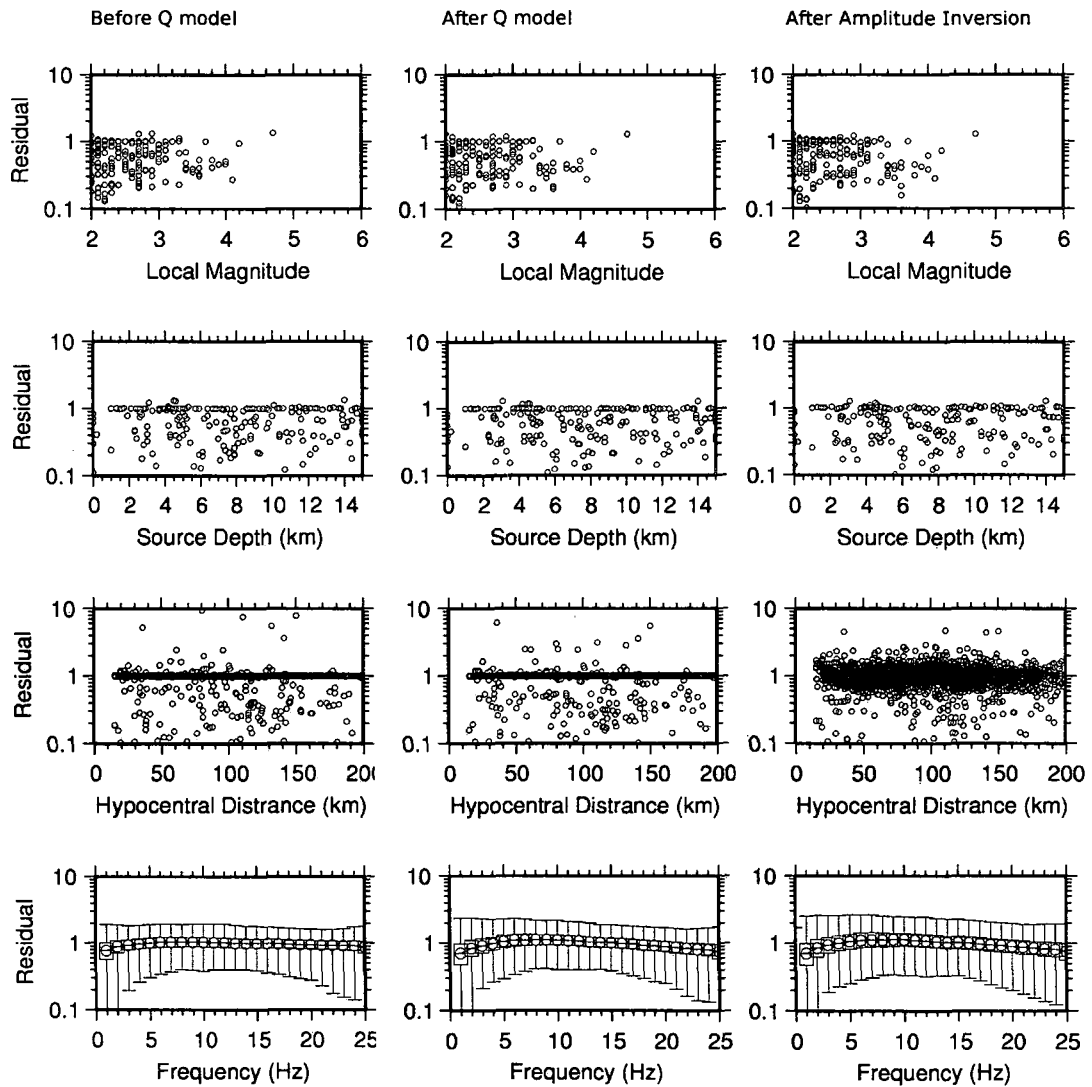 Before Q model After Q model After Amplitude Inversion
10 10 10
Residual 1 1 1
0.1 0.1 0.1
2 3 4 5 6 2 3 4 5 6 2 3 4 5 6
Local Magnitude Local Magnitude Local Magnitude
10 10 10
Residual 1 1 1
0.1 0.1 0.1
0 2 4 6 8 10 12 14 0 2 4 6 8 10 12 14 0 2 4 6 8 10 12 14
Source Depth (km) Source Depth (km) Source Depth (km)
10 10 10
Residual 1 1 1
0.1 0.1 0.1
0 50 100 150 200 0 50 100 150 200 0 50 100 150 200
Hypocentral Distrance (km) Hypocentral Distrance (km) Hypocentral Distrance (km)
10 10 10
Residual 1 1 1
0.1 0.1 0.1
0 5 10 15 20 25 0 5 10 15 20 25 0 5 10 15 20 25
Frequency (Hz) Frequency (Hz) Frequency (Hz)